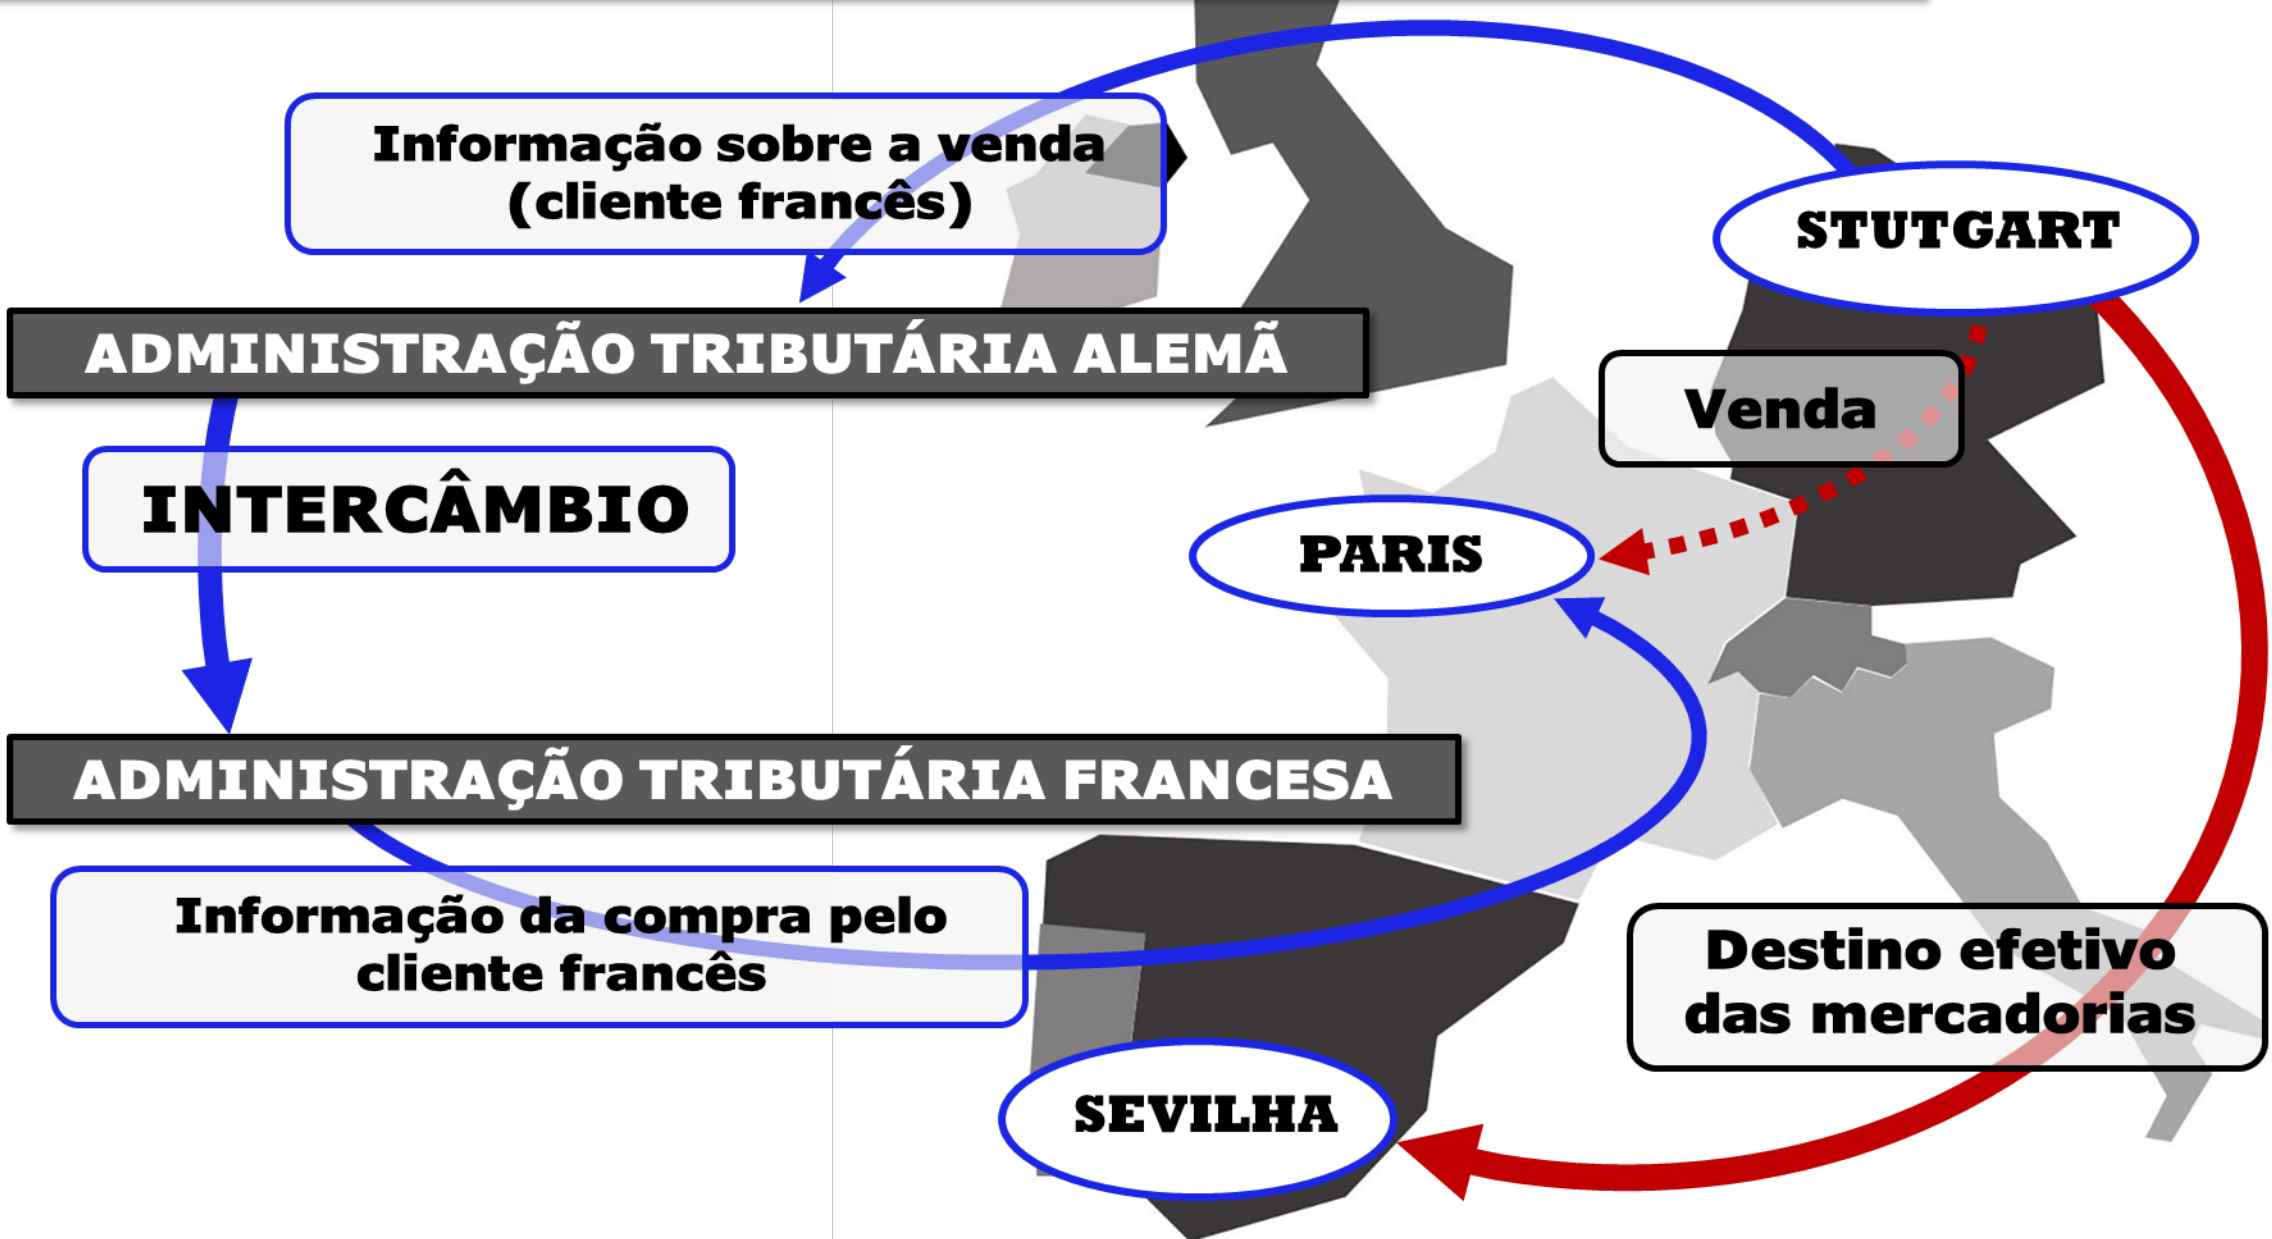 Informação sobre a venda
(cliente francês)
STUTGART
ADMINISTRAÇÃO TRIBUTÁRIA ALEMÃ
Venda
INTERCÂMBIO
PARIS
ADMINISTRAÇÃO TRIBUTÁRIA FRANCESA
Informação da compra pelo
cliente francês
Destino efetivo
das mercadorias
SEVILHA